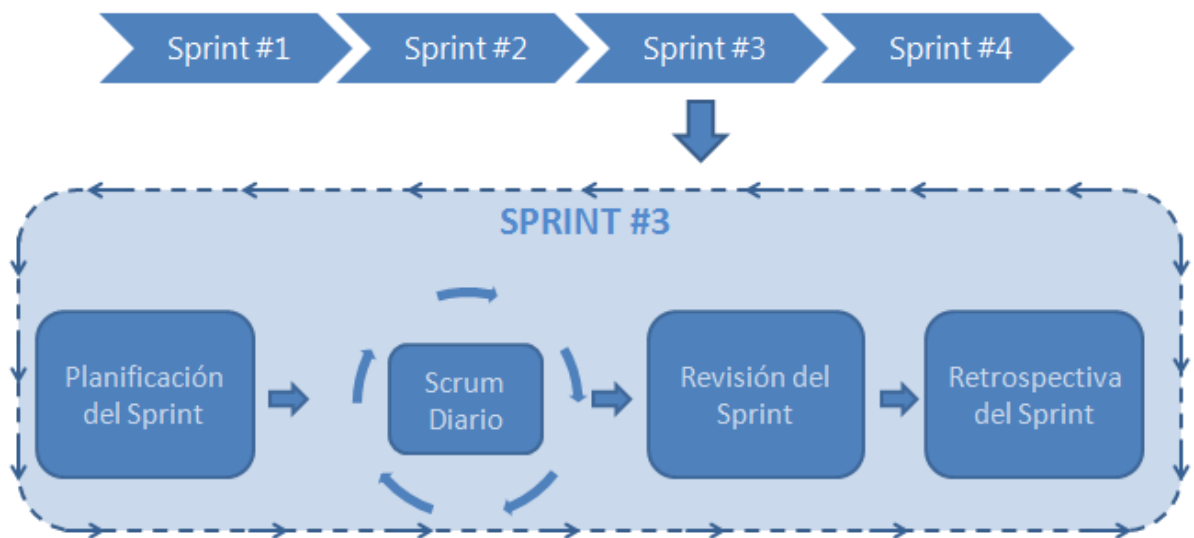 Sprint #1
Sprint #2
Sprint #3
Sprint #4
SPRINT #3
Planificación
del Sprint
Scrum
Diario
Revisión del
Sprint
Retrospectiva
del Sprint